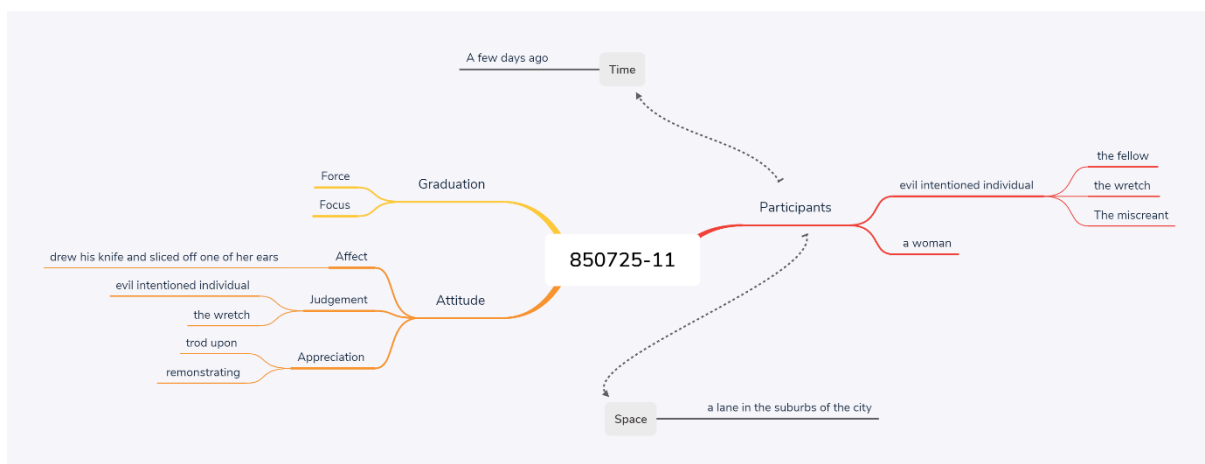 A few days ago
Time
the fellow
Force
Graduation
evil intentioned individual
the wretch
Focus
Participants
The miscreant
a woman
850725-11
drew his knife and sliced off one of her ears
Affect
evil intentioned individual
Judgement
Attitude
the wretch
trod upon
Appreciation
remonstrating
Space
a lane in the suburbs of the city